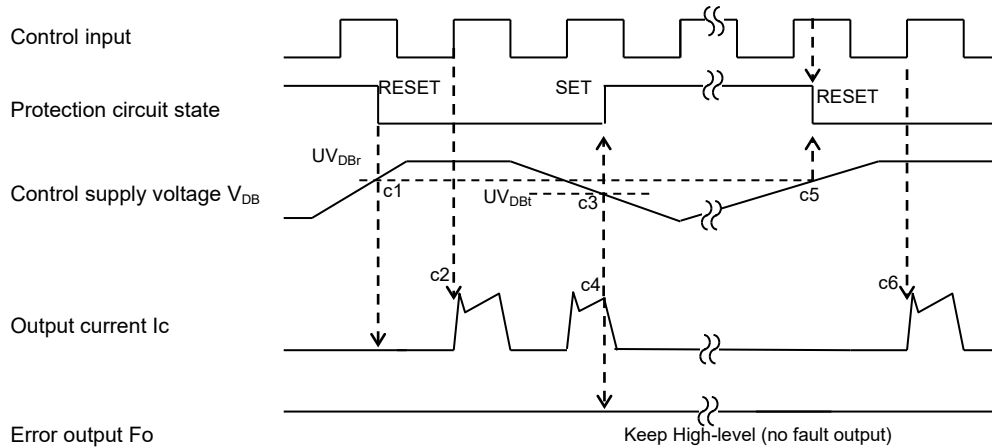 Control input
RESET
SET
Protection circuit state
RESET
UVDBr
c1
Control supply voltage VDB
UVDBt
c3
c5
c2
c4
c6
Output current Ic
Error output Fo
Keep High-level (no fault output)